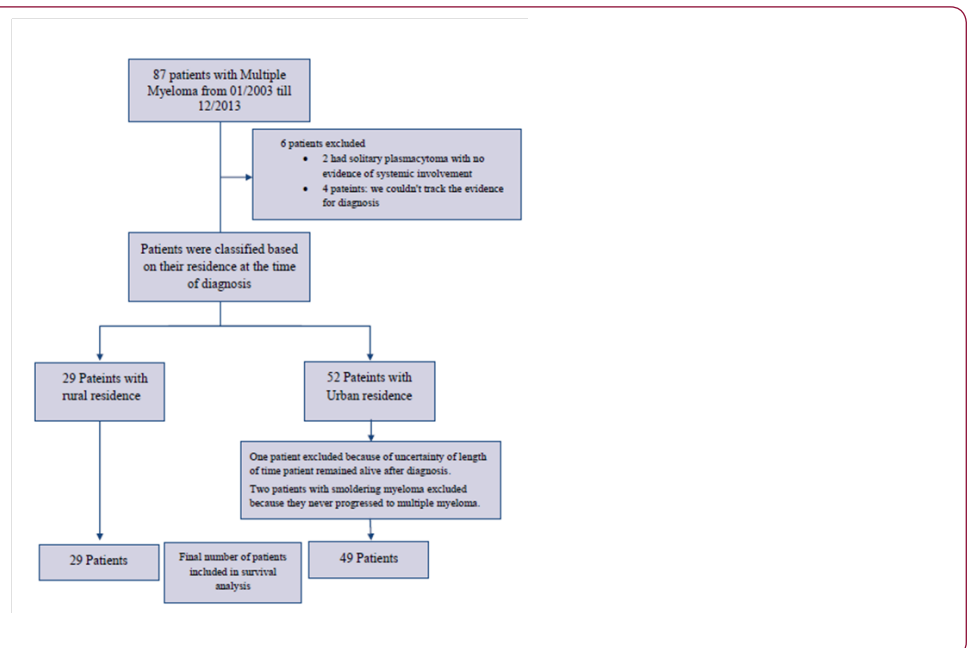 87 patients with Multiple
Myeloma from 01/2003 till
12/2013
6 patients excluded
• 2 had solitary plasmacytoma with no
evidence of systemic involvement
• 4 pateints: we couldn't track the evidence
for diagnosis
Patients were classified based
on their residence at the time
of diagnosis
29 Pateints with
rural residence
52 Pateints with
Urban residence
One patient excluded because of uncertainty of length
of time patient remained alive after diagnosis.
Two patients with smoldering myeloma excluded
because they never progressed to multiple myeloma.
29 Patients
Final number of patients
included in survival
analysis
49 Patients